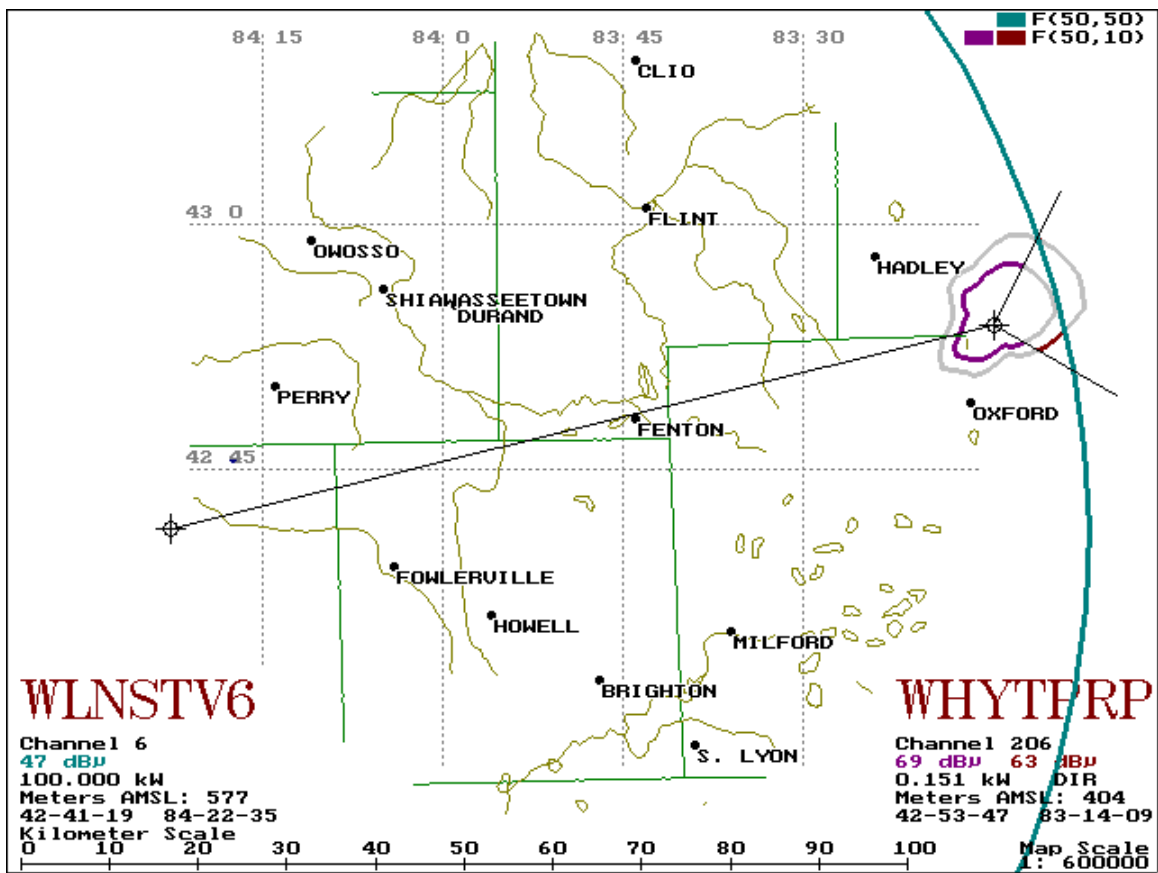 F(50,50)
84 15 84 0 83 45 83 30 F(50,10)
CLIO
43 0
FLINT
OWOSSO
HADLEY
SHIAWASSEETOWN
DURAND
PERRY
OXFORD
FENTON
42 45
FOWLERVILLE
HOWELL
MILFORD
BRIGHTON
S. LYON
WLNSTV6
Channel 6
47 dBµ
100.000 kW
Meters AMSL: 577
42-41-19 84-22-35
Kilometer Scale
WHYTPRP
Channel 206
69 dBµ 63 dBµ
0.151 kW DIR
Meters AMSL: 404
42-53-47 83-14-09
0 10 20 30 40 50 60 70 80 90 100
Map Scale
1: 600000